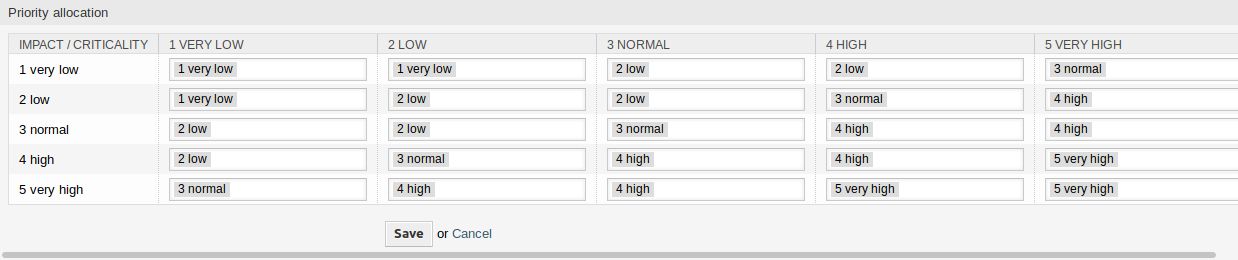 Priority allocation
IMPACT / CRITICALITY 1 VERY LOW 2 LOW 3 NORMAL 4 HIGH 5 VERY HIGH
1 very low 1 very low 1 very low 2 low 2 low 3 normal
2 low 1 very low 2 low 2 low 3 normal 4 high
3 normal 2 low 2 low 3 normal 4 high 4 high
4 high 2 low 3 normal 4 high 4 high 5 very high
5 very high 3 normal 4 high 4 high 5 very high 5 very high
Save or Cancel